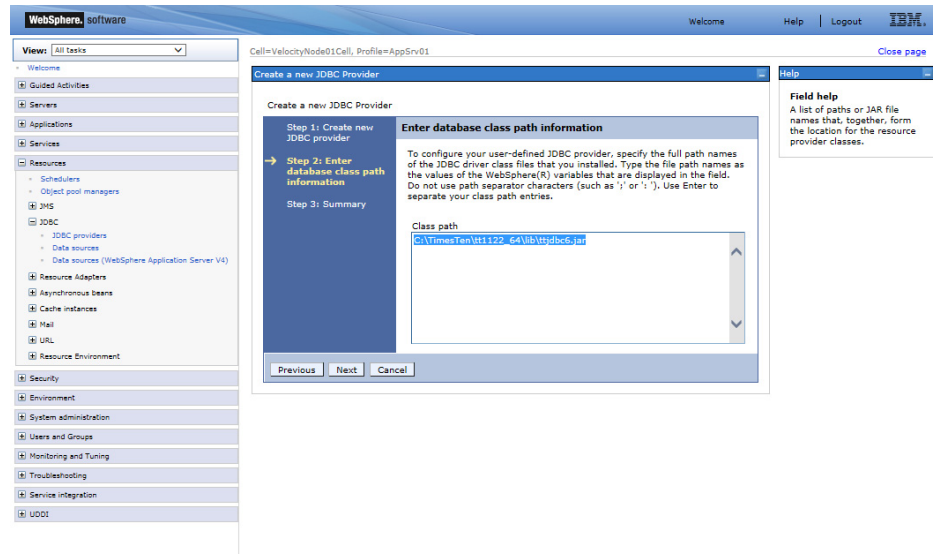 WebSphere. software
Welcome
Help
Logout
IBM.
View: All tasks
Cell=VelocityNode01Cell, Profile=AppSrv01
Close page
Welcome
Guided Activities
Servers
Applications
Services
Resources
Schedulers
Object pool managers
JMS
JDBC
JDBC providers
Data sources
Data sources (WebSphere Application Server V4)
Resource Adapters
Asynchronous beans
Cache instances
Mail
URL
Resource Environment
Security
Environment
System administration
Users and Groups
Monitoring and Tuning
Troubleshooting
Service integration
UDDI
Create a new JDBC Provider
Create a new JDBC Provider
Step 1: Create new
JDBC provider
Step 2: Enter
database class path
information
Step 3: Summary
Enter database class path information
To configure your user-defined JDBC provider, specify the full path names
of the JDBC driver class files that you installed. Type the file path names as
the values of the WebSphere(R) variables that are displayed in the field.
Do not use path separator characters (such as ';' or ': '). Use Enter to
separate your class path entries.
Class path
C:\TimesTen\tt1122_64\lib\ttjdbc6.jar
Previous
Next
Cancel
Help
Field help
A list of paths or JAR file
names that, together, form
the location for the resource
provider classes.